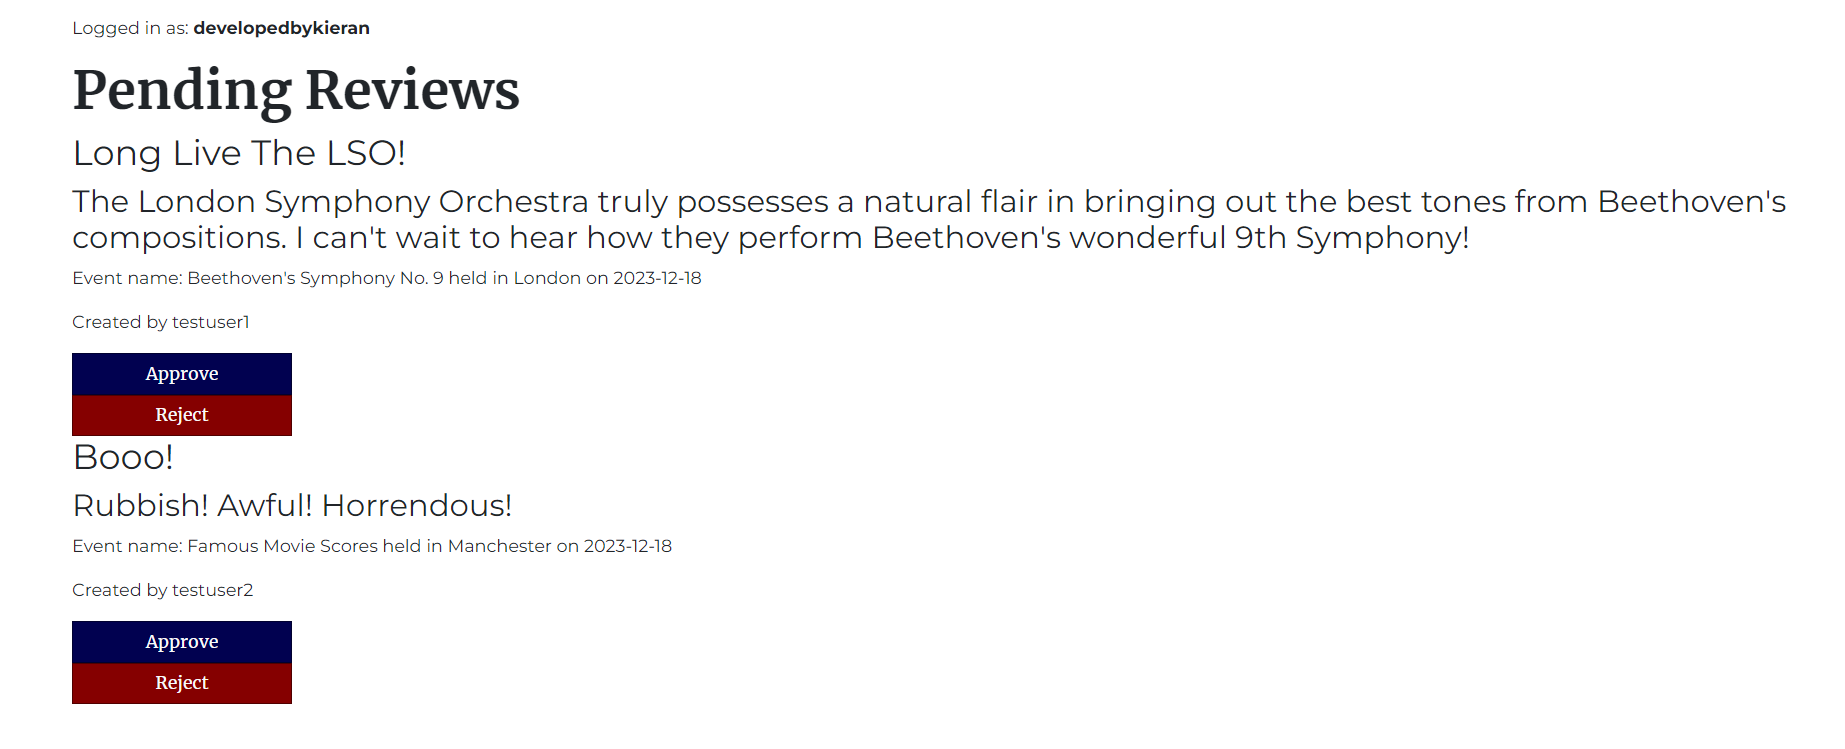 Logged in as: developedbykieran
Pending Reviews
Long Live The LSO!
The London Symphony Orchestra truly possesses a natural flair in bringing out the best tones from Beethoven's
compositions. I can't wait to hear how they perform Beethoven's wonderful 9th Symphony!
Event name: Beethoven's Symphony No. 9 held in London on 2023-12-18
Created by testuser1
Approve
Reject
Booo!
Rubbish! Awful! Horrendous!
Event name: Famous Movie Scores held in Manchester on 2023-12-18
Created by testuser2
Approve
Reject